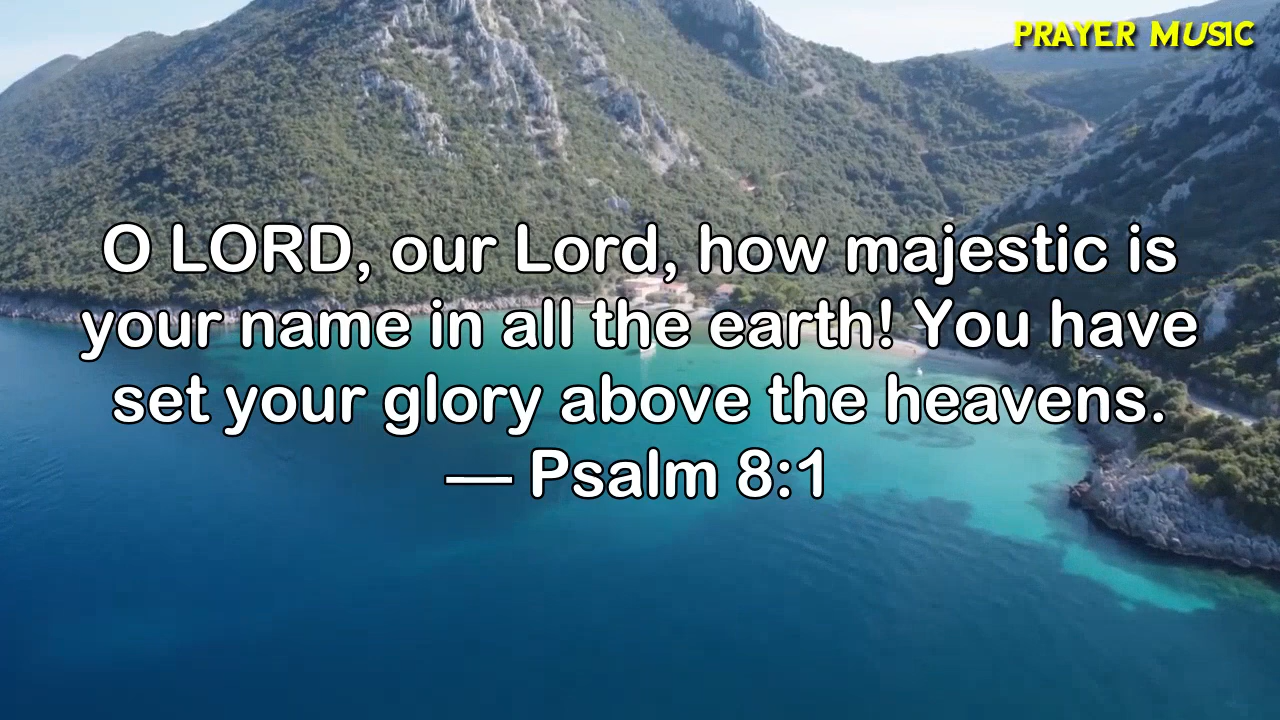 PRAYER MUSIC
O LORD, our Lord, how majestic is
your name in all the earth! You have
set your glory above the heavens.
— Psalm 8:1